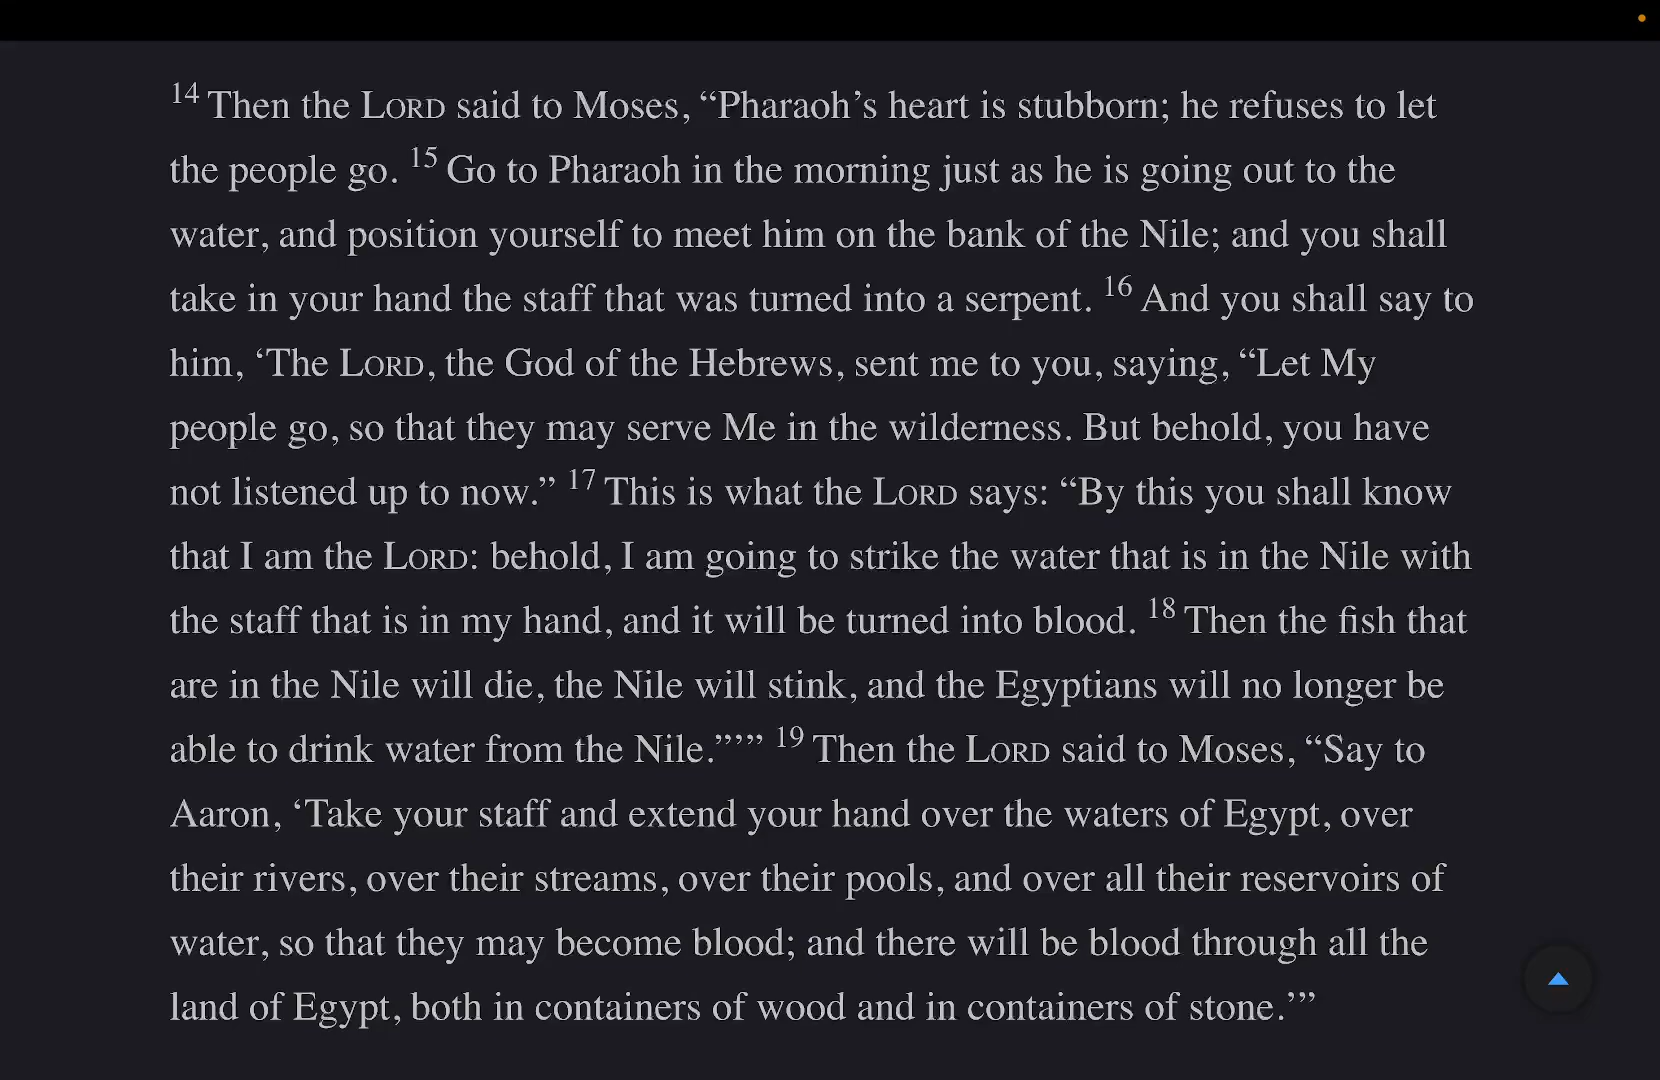 14 Then the LORD said to Moses, “Pharaoh’s heart is stubborn; he refuses to let
the people go. 15 Go to Pharaoh in the morning just as he is going out to the
water, and position yourself to meet him on the bank of the Nile; and you shall
take in your hand the staff that was turned into a serpent. 16 And you shall say to
him, ‘The LORD, the God of the Hebrews, sent me to you, saying, “Let My
people go, so that they may serve Me in the wilderness. But behold, you have
not listened up to now.” 17 This is what the LORD says: “By this you shall know
that I am the LORD: behold, I am going to strike the water that is in the Nile with
the staff that is in my hand, and it will be turned into blood. 18 Then the fish that
are in the Nile will die, the Nile will stink, and the Egyptians will no longer be
able to drink water from the Nile.”’” 19 Then the LORD said to Moses, “Say to
Aaron, ‘Take your staff and extend your hand over the waters of Egypt, over
their rivers, over their streams, over their pools, and over all their reservoirs of
water, so that they may become blood; and there will be blood through all the
land of Egypt, both in containers of wood and in containers of stone.’”